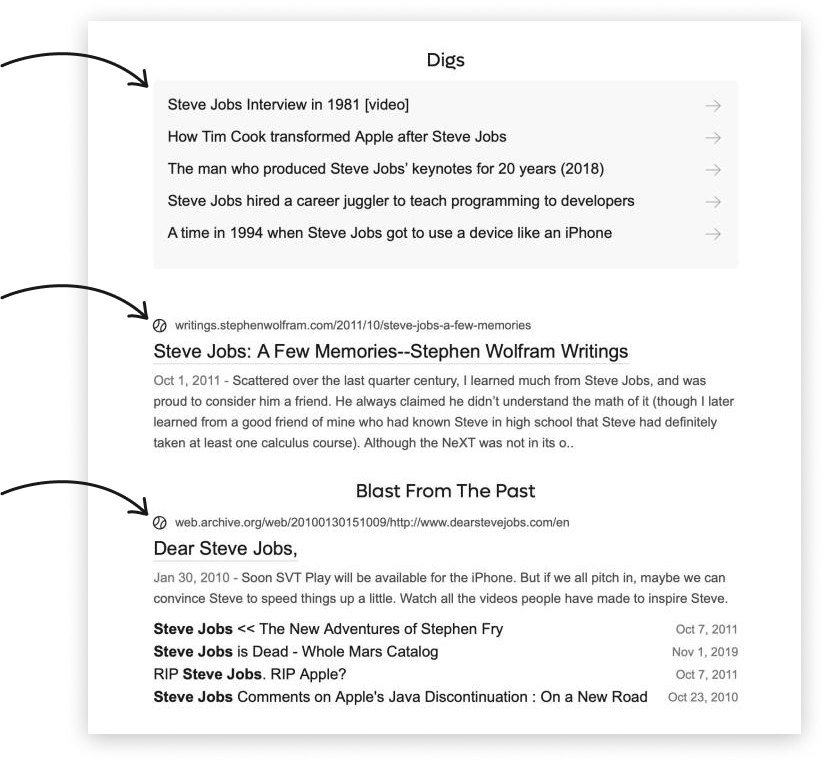 Digs
Steve Jobs Interview in 1981 [video]
How Tim Cook transformed Apple after Steve Jobs
The man who produced Steve Jobs' keynotes for 20 years (2018)
Steve Jobs hired a career juggler to teach programming to developers
A time in 1994 when Steve Jobs got to use a device like an iPhone
writings.stephenwolfram.com/2011/10/steve-jobs-a-few-memories
Steve Jobs: A Few Memories--Stephen Wolfram Writings
Oct 1, 2011 - Scattered over the last quarter century, I learned much from Steve Jobs, and was
proud to consider him a friend. He always claimed he didn't understand the math of it (though I later
learned from a good friend of mine who had known Steve in high school that Steve had definitely
taken at least one calculus course). Although the NeXT was not in its o..
Blast From The Past
web.archive.org/web/20100130151009/http://www.dearstevejobs.com/en
Dear Steve Jobs,
Jan 30, 2010 - Soon SVT Play will be available for the iPhone. But if we all pitch in, maybe we can
convince Steve to speed things up a little. Watch all the videos people have made to inspire Steve.
Steve Jobs << The New Adventures of Stephen Fry Oct 7, 2011
Steve Jobs is Dead - Whole Mars Catalog Nov 1, 2019
RIP Steve Jobs. RIP Apple? Oct 7, 2011
Steve Jobs Comments on Apple's Java Discontinuation : On a New Road Oct 23, 2010